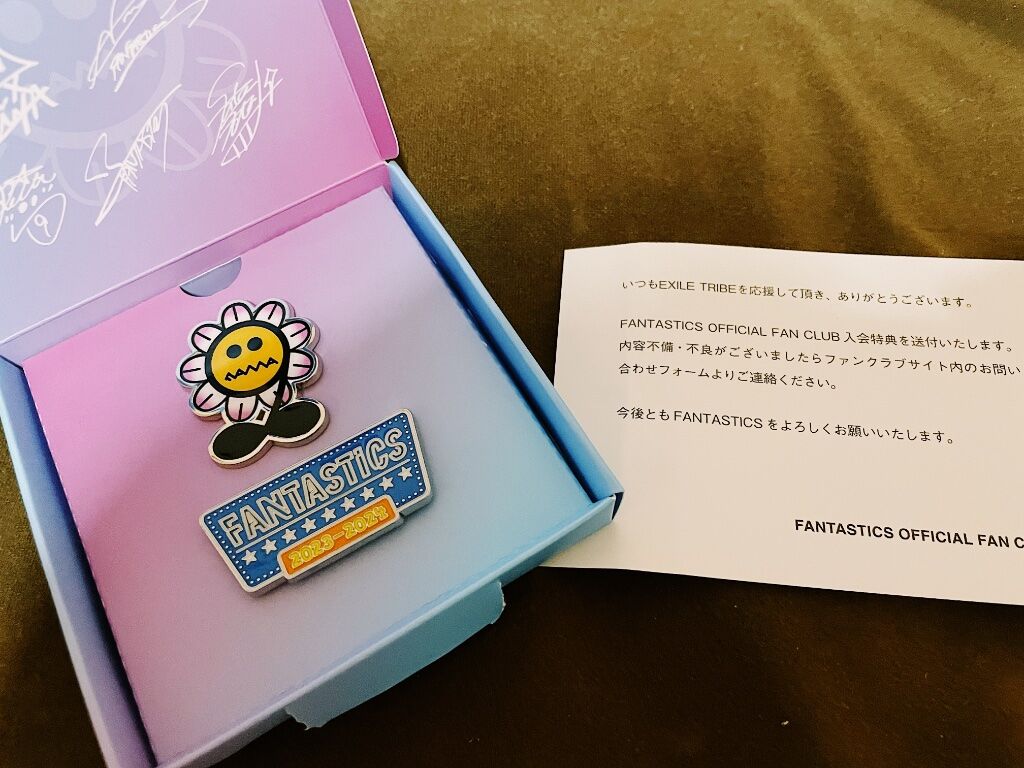 FANTASTICS
2023-2024
いつもEXILE TRIBEを応援して頂き、ありがとうございます。
FANTASTICS OFFICIAL FAN CLUB 入会特典を送付いたします。
内容不備・不良がございましたらファンクラブサイト内のお問い
合わせフォームよりご連絡ください。
今後ともFANTASTICS をよろしくお願いいたします。
FANTASTICS OFFICIAL FAN C